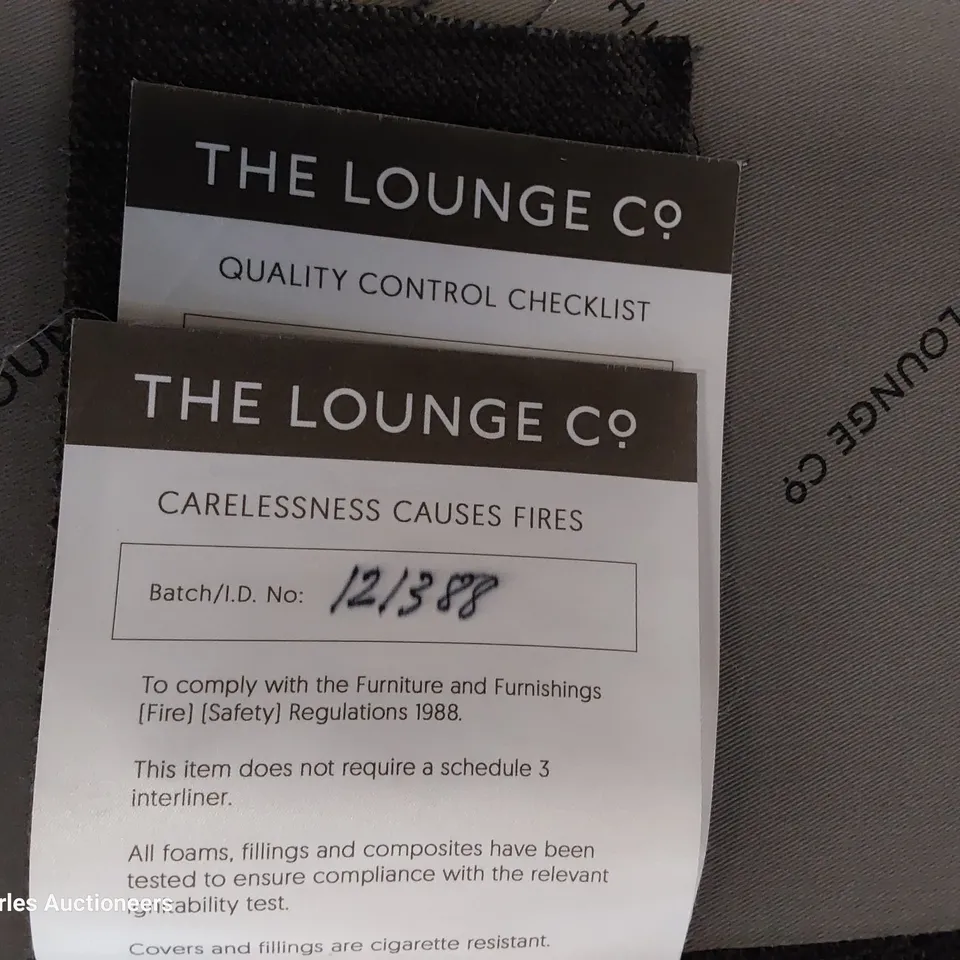 THE LOUNGE Cº
QUALITY CONTROL CHECKLIST
THE LOUNGE Cº
CARELESSNESS CAUSES FIRES
Batch/I.D. No: 121388
To comply with the Furniture and Furnishings
[Fire] [Safety] Regulations 1988.
This item does not require a schedule 3
interliner.
All foams, fillings and composites have been
tested to ensure compliance with the relevant
ignitability test.
Covers and fillings are cigarette resistant.
LOUNGE Cº
Auctioneers